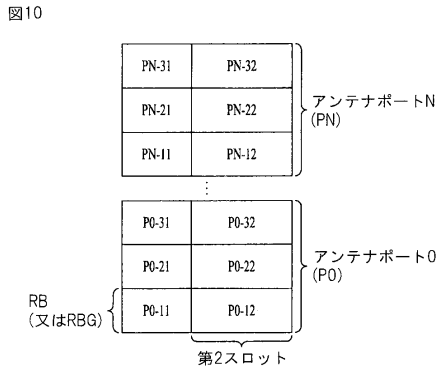 図10
PN-31 PN-32
PN-21 PN-22
PN-11 PN-12
アンテナポートN
(PN)
⋮
P0-31 P0-32
P0-21 P0-22
P0-11 P0-12
アンテナポート0
(P0)
RB
(又はRBG)
第2スロット